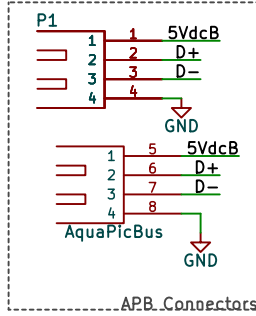 P1
1 1 5VdcB
2 2 D+
3 3 D-
4 4
GND
1 5 5VdcB
2 6 D+
3 7 D-
4 8
AquaPicBus
GND
APB Connectors